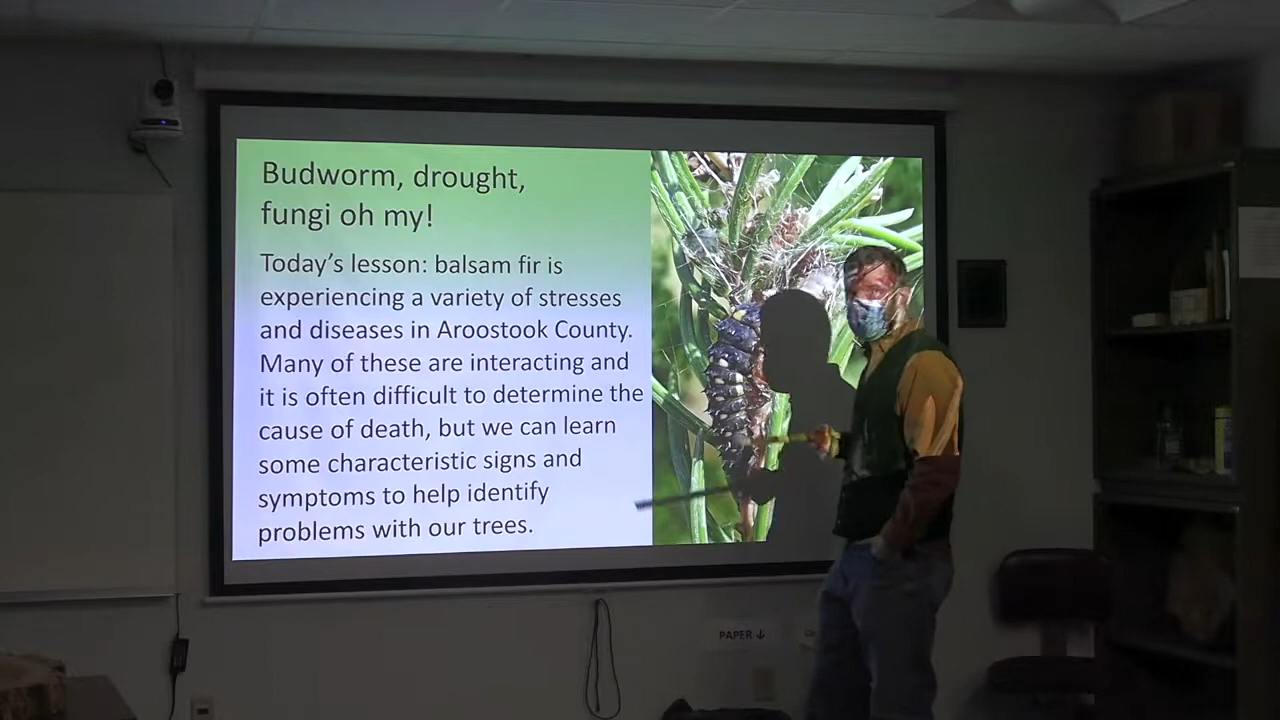 Budworm, drought,
fungi oh my!
Today's lesson: balsam fir is
experiencing a variety of stresses
and diseases in Aroostook County.
Many of these are interacting and
it is often difficult to determine the
cause of death, but we can learn
some characteristic signs and
symptoms to help identify
problems with our trees.
PAPER ↓